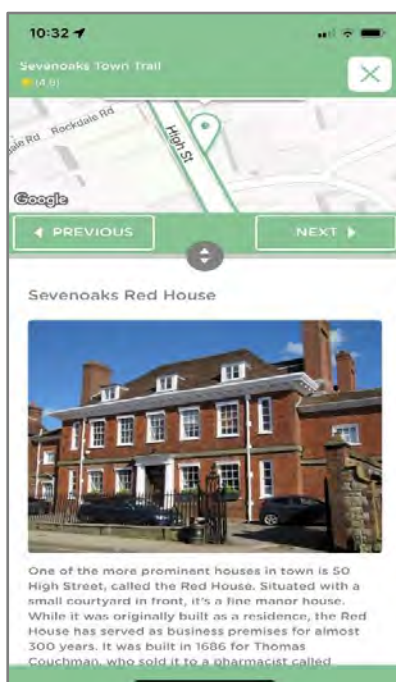 10:32
Sevenoaks Town Trail
(4.8)
Rockdale Rd
ale Rd
High St
Google
PREVIOUS
NEXT
Sevenoaks Red House
One of the more prominent houses in town is 50
High Street, called the Red House. Situated with a
small courtyard in front, it's a fine manor house.
While it was originally built as a residence, the Red
House has served as business premises for almost
300 years. It was built in 1686 for Thomas
Couchman, who sold it to a pharmacist called